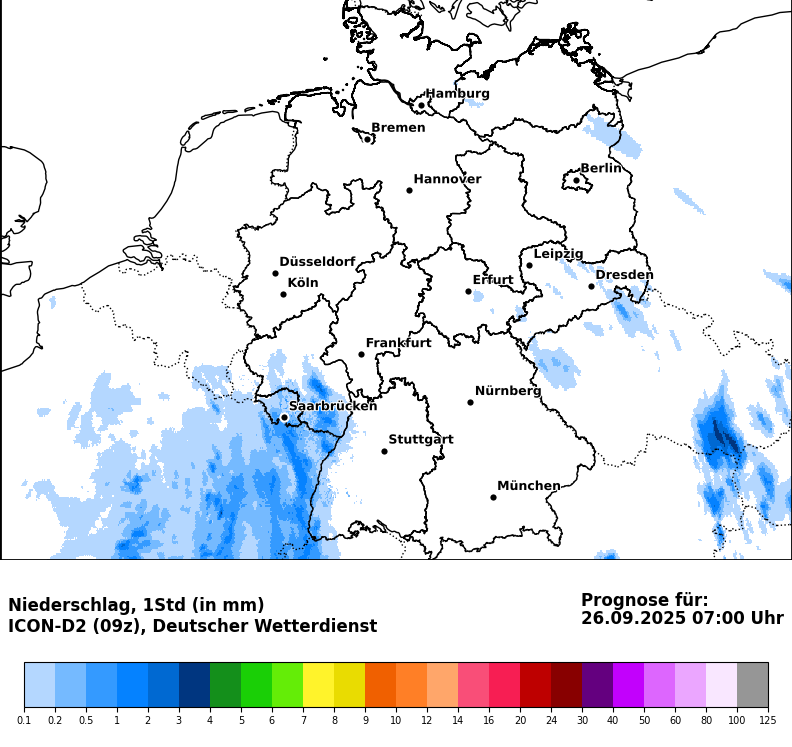 Hamburg
Bremen
Berlin
Hannover
Leipzig
Düsseldorf
Dresden
Köln
Erfurt
Frankfurt
Nürnberg
Saarbrücken
Stuttgart
München
Niederschlag, 1Std (in mm)
ICON-D2 (09z), Deutscher Wetterdienst
Prognose für:
26.09.2025 07:00 Uhr
0.1 0.2 0.5 1 2 3 4 5 6 7 8 9 10 12 14 16 20 24 30 40 50 60 80 100 125